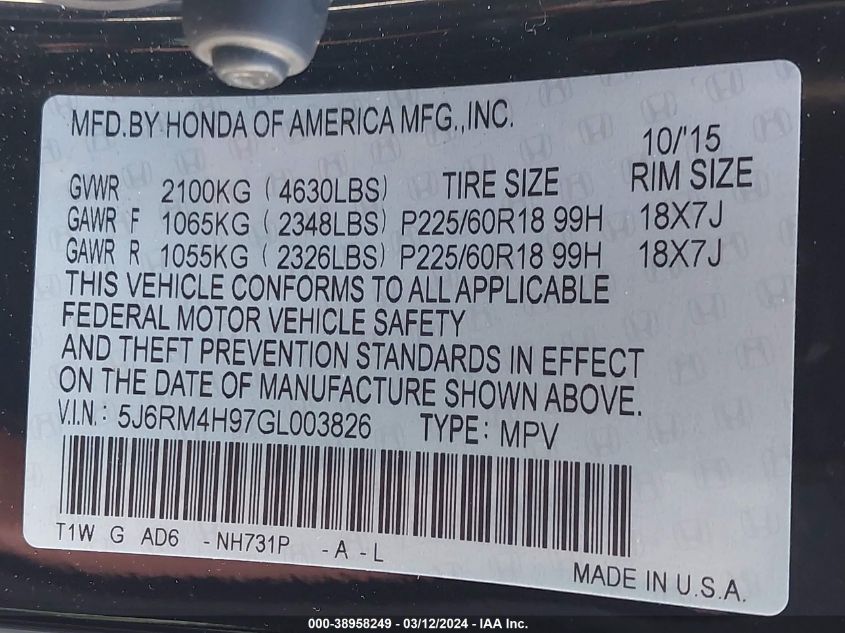 MFD.BY HONDA OF AMERICA MFG.,INC.
10/'15
GVWR 2100KG (4630LBS) TIRE SIZE RIM SIZE
GAWR F 1065KG (2348LBS) P225/60R18 99H 18X7J
GAWR R 1055KG (2326LBS) P225/60R18 99H 18X7J
THIS VEHICLE CONFORMS TO ALL APPLICABLE
FEDERAL MOTOR VEHICLE SAFETY
AND THEFT PREVENTION STANDARDS IN EFFECT
ON THE DATE OF MANUFACTURE SHOWN ABOVE.
V.I.N.: 5J6RM4H97GL003826 TYPE: MPV
T1W G AD6 -NH731P -A -L
MADE IN U.S.A.
000-38958249 - 03/12/2024 - IAA Inc.